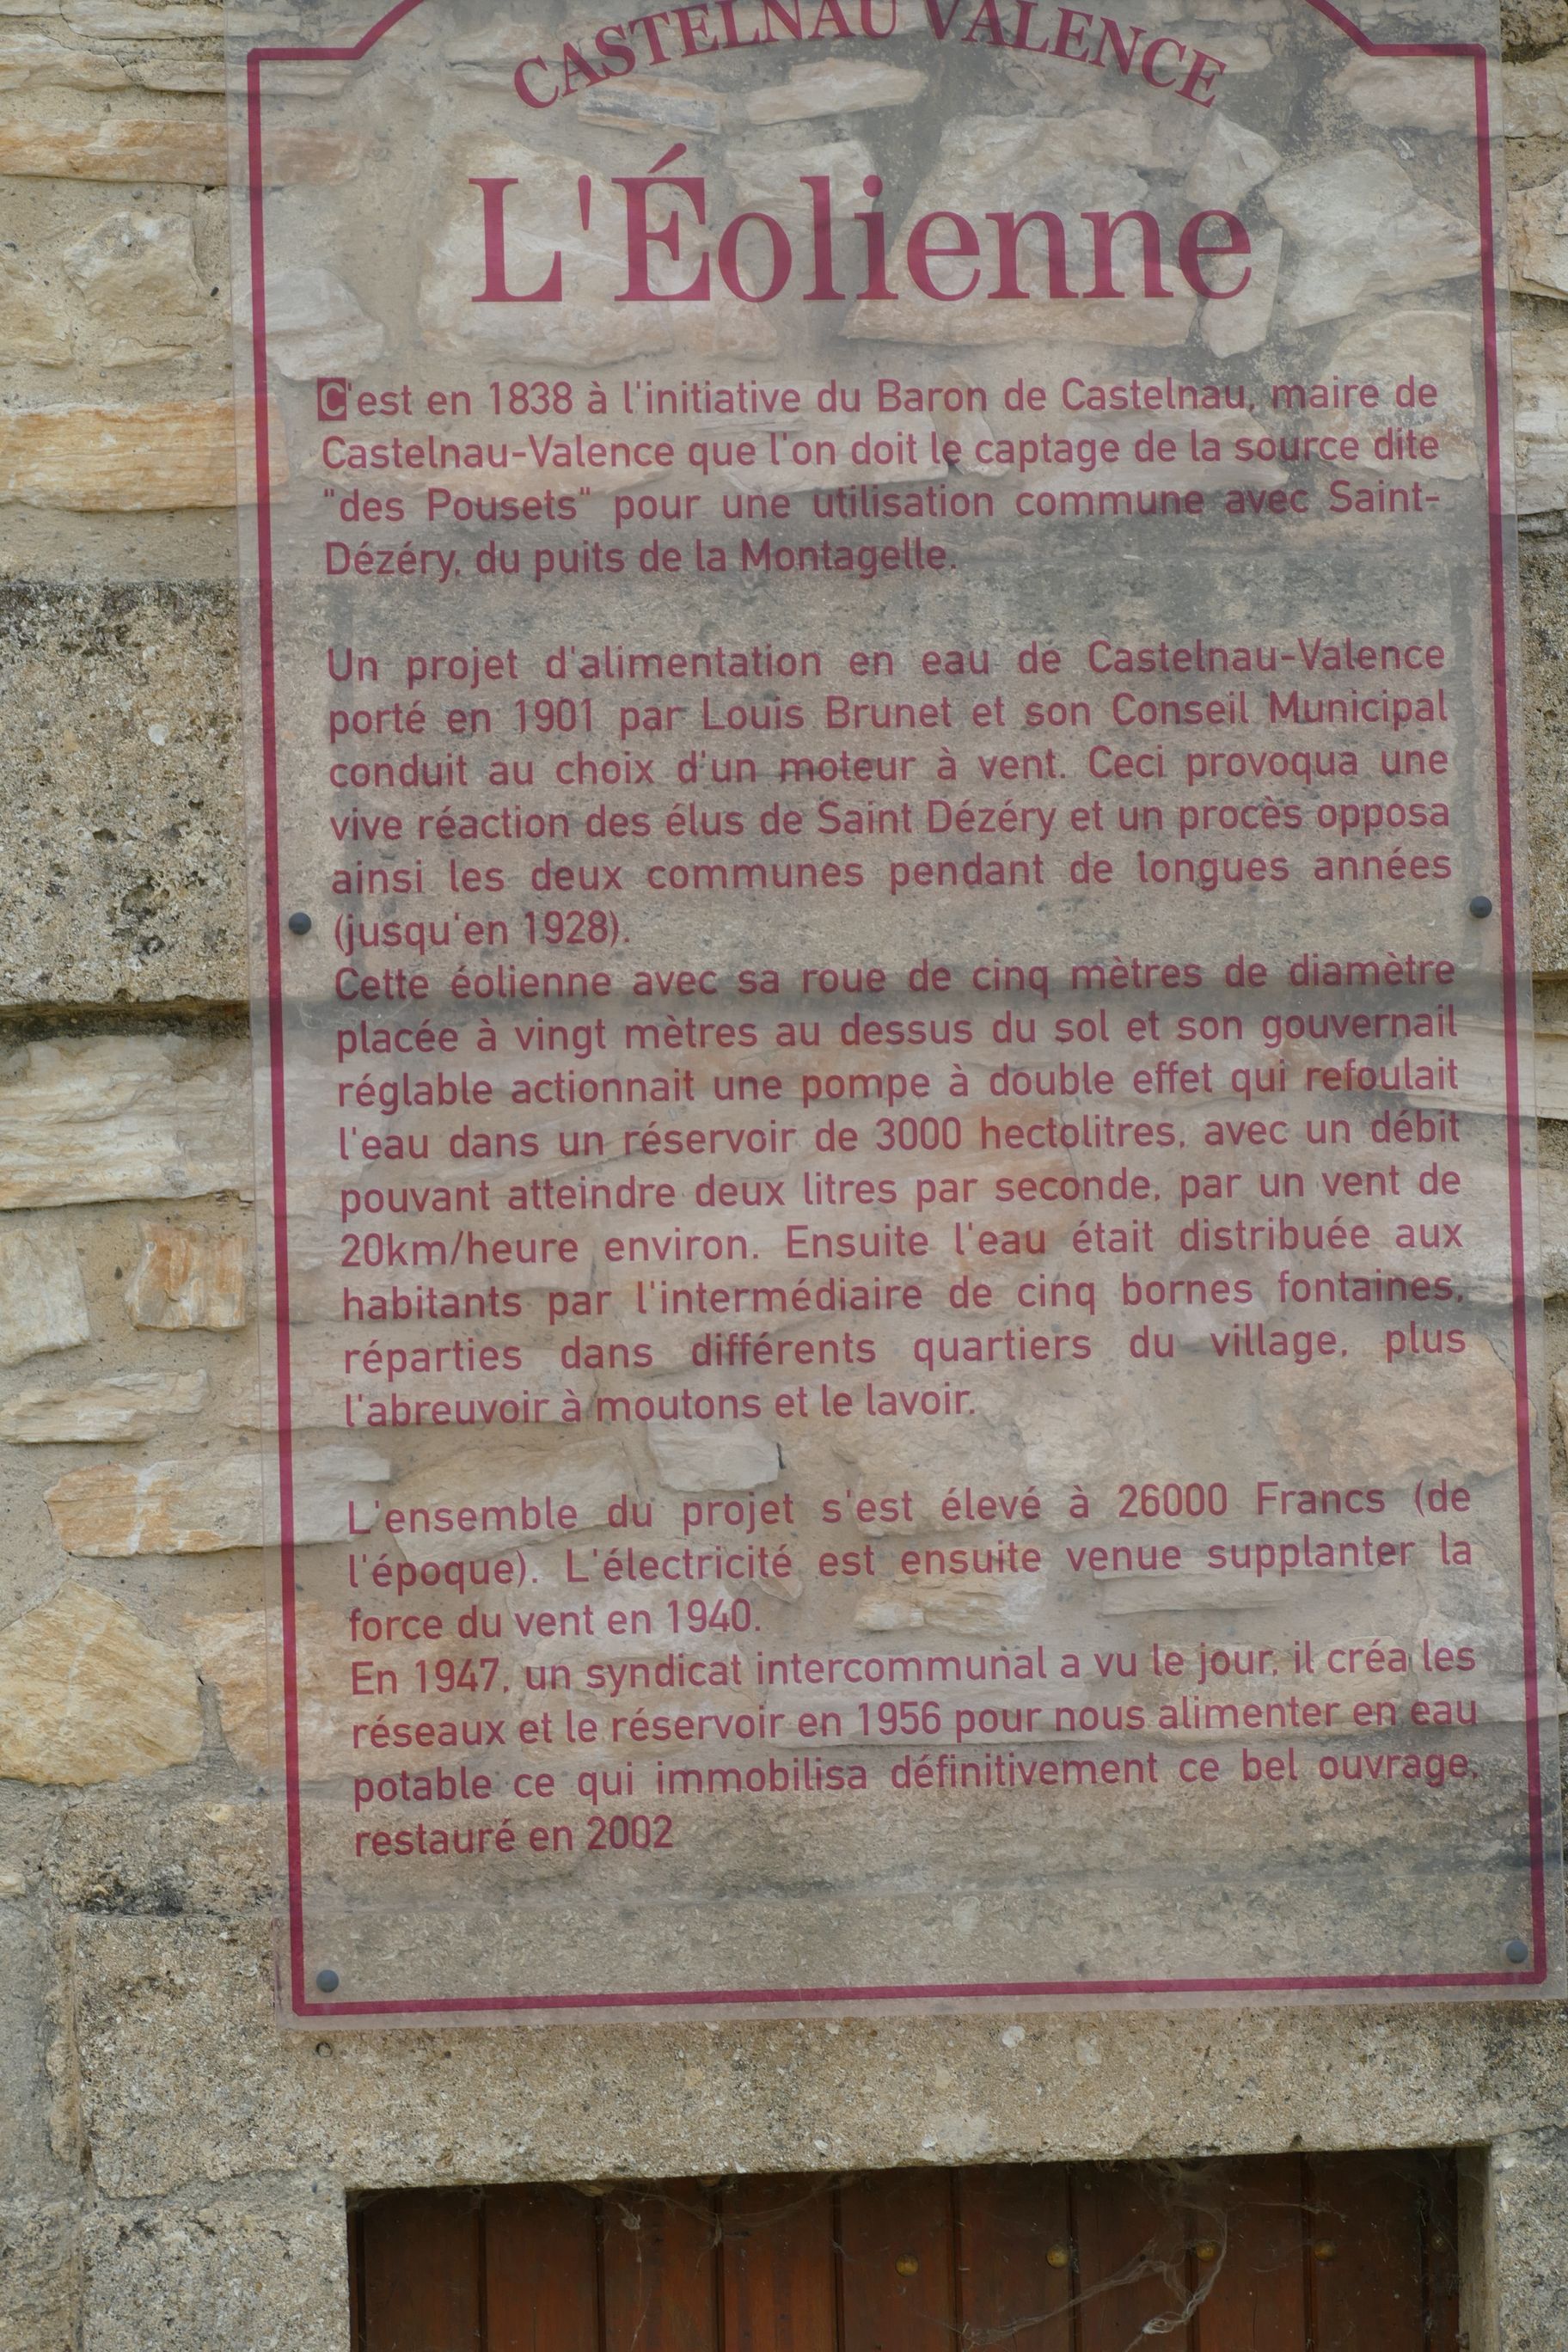 CASTELNAU VALENCE
L'Éolienne
C'est en 1838 à l'initiative du Baron de Castelnau, maire de
Castelnau-Valence que l'on doit le captage de la source dite
"des Pousets" pour une utilisation commune avec Saint-
Dézéry, du puits de la Montagelle.
Un projet d'alimentation en eau de Castelnau-Valence
porté en 1901 par Louis Brunet et son Conseil Municipal
conduit au choix d'un moteur à vent. Ceci provoqua une
vive réaction des élus de Saint Dézéry et un procès opposa
ainsi les deux communes pendant de longues années
(jusqu'en 1928).
Cette éolienne avec sa roue de cinq mètres de diamètre
placée à vingt mètres au dessus du sol et son gouvernail
réglable actionnait une pompe à double effet qui refoulait
l'eau dans un réservoir de 3000 hectolitres, avec un débit
pouvant atteindre deux litres par seconde, par un vent de
20km/heure environ. Ensuite l'eau était distribuée aux
habitants par l'intermédiaire de cinq bornes fontaines,
réparties dans différents quartiers du village, plus
l'abreuvoir à moutons et le lavoir.
L'ensemble du projet s'est élevé à 26000 Francs (de
l'époque). L'électricité est ensuite venue supplanter la
force du vent en 1940.
En 1947, un syndicat intercommunal a vu le jour, il créa les
réseaux et le réservoir en 1956 pour nous alimenter en eau
potable ce qui immobilisa définitivement ce bel ouvrage,
restauré en 2002